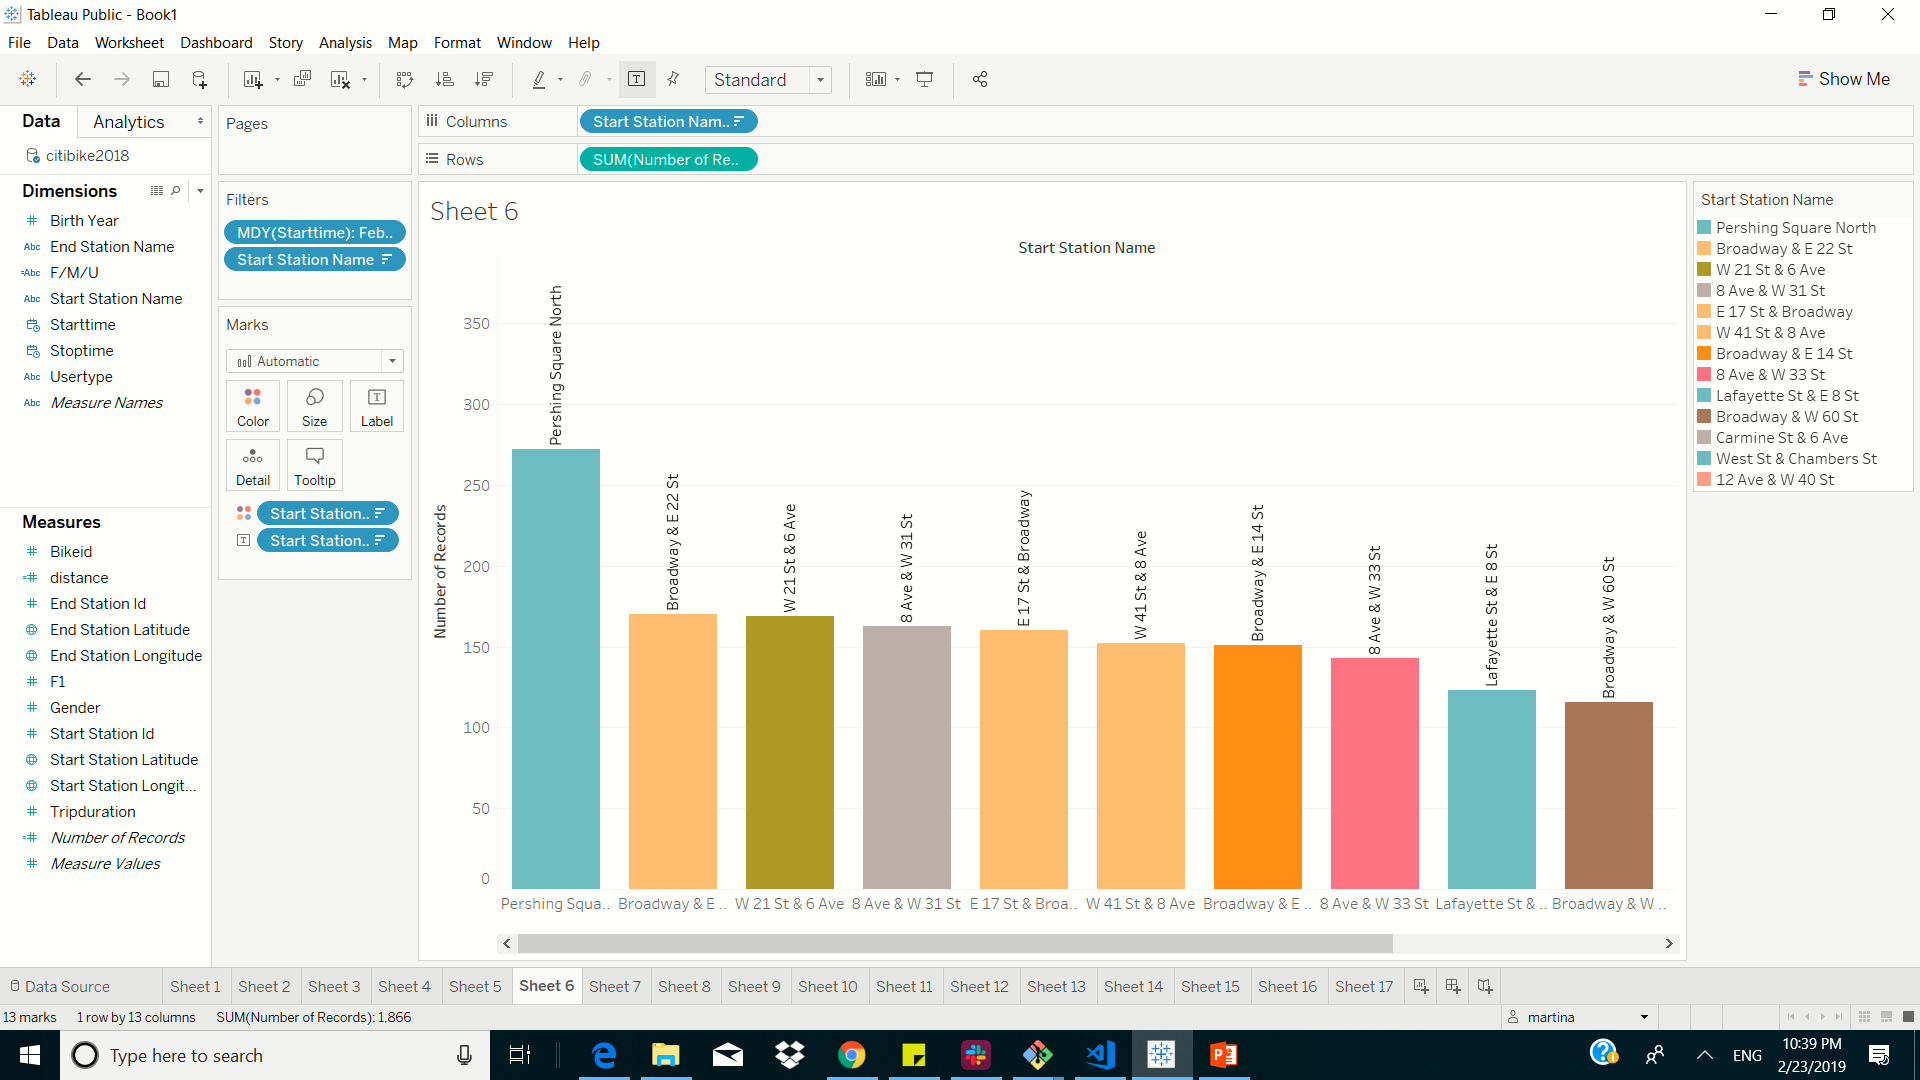 Tableau Public - Book1
File Data Worksheet Dashboard Story Analysis Map Format Window Help
Standard
Show Me
Data Analytics
citibike2018
Dimensions
Birth Year
Abc End Station Name
=Abc F/M/U
Abc Start Station Name
Starttime
Stoptime
Abc Usertype
Abc Measure Names
Measures
Bikeid
distance
End Station Id
End Station Latitude
End Station Longitude
F1
Gender
Start Station Id
Start Station Latitude
Start Station Longit...
Tripduration
Number of Records
Measure Values
Pages
Filters
MDY(Starttime): Feb..
Start Station Name
Marks
Automatic
Color Size Label
Detail Tooltip
Start Station..
Start Station..
Columns Start Station Nam..
Rows SUM(Number of Re..
Sheet 6
Start Station Name
Number of Records
350
300
250
200
150
100
50
0
Pershing Square North
Broadway & E 22 St
W 21 St & 6 Ave
8 Ave & W 31 St
E 17 St & Broadway
W 41 St & 8 Ave
Broadway & E 14 St
8 Ave & W 33 St
Lafayette St & E 8 St
Broadway & W 60 St
Pershing Squa.. Broadway & E .. W 21 St & 6 Ave 8 Ave & W 31 St E 17 St & Broa.. W 41 St & 8 Ave Broadway & E .. 8 Ave & W 33 St Lafayette St & .. Broadway & W ..
Start Station Name
Pershing Square North
Broadway & E 22 St
W 21 St & 6 Ave
8 Ave & W 31 St
E 17 St & Broadway
W 41 St & 8 Ave
Broadway & E 14 St
8 Ave & W 33 St
Lafayette St & E 8 St
Broadway & W 60 St
Carmine St & 6 Ave
West St & Chambers St
12 Ave & W 40 St
Data Source Sheet 1 Sheet 2 Sheet 3 Sheet 4 Sheet 5 Sheet 6 Sheet 7 Sheet 8 Sheet 9 Sheet 10 Sheet 11 Sheet 12 Sheet 13 Sheet 14 Sheet 15 Sheet 16 Sheet 17
13 marks 1 row by 13 columns SUM(Number of Records): 1,866 martina
Type here to search
ENG
10:39 PM
2/23/2019